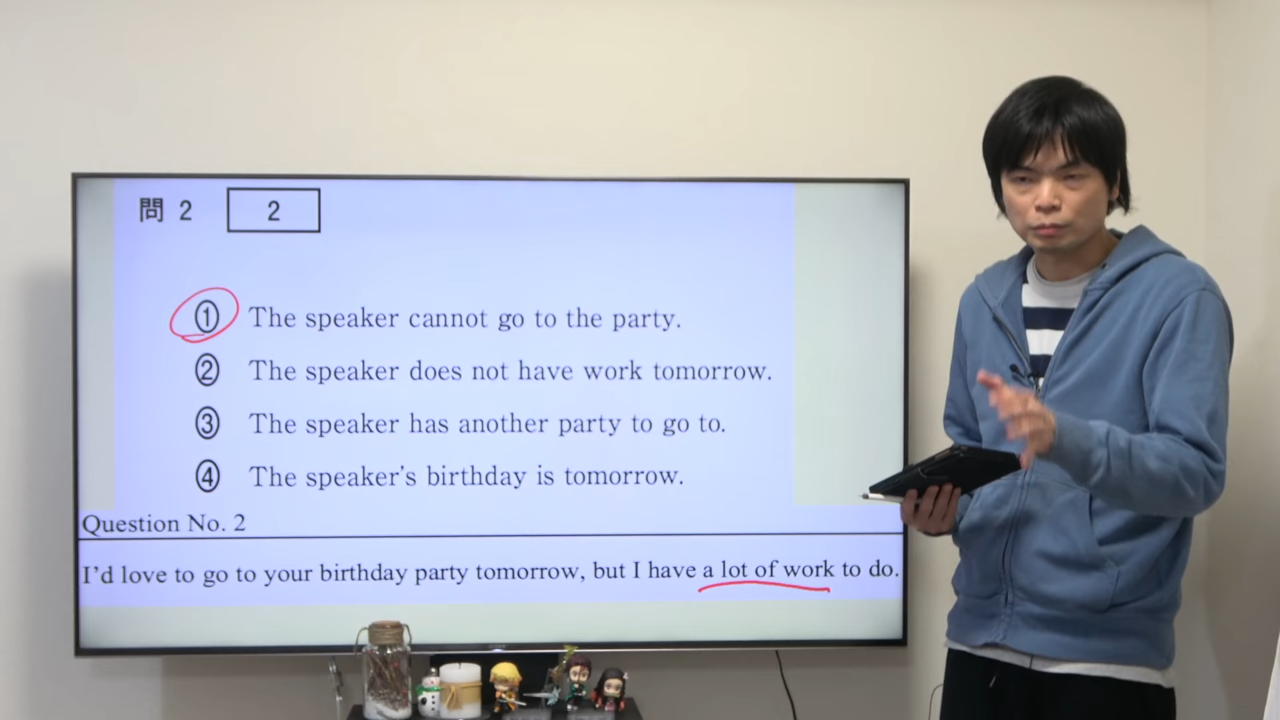 問 2 2
① The speaker cannot go to the party.
② The speaker does not have work tomorrow.
③ The speaker has another party to go to.
④ The speaker's birthday is tomorrow.
Question No. 2
I'd love to go to your birthday party tomorrow, but I have a lot of work to do.